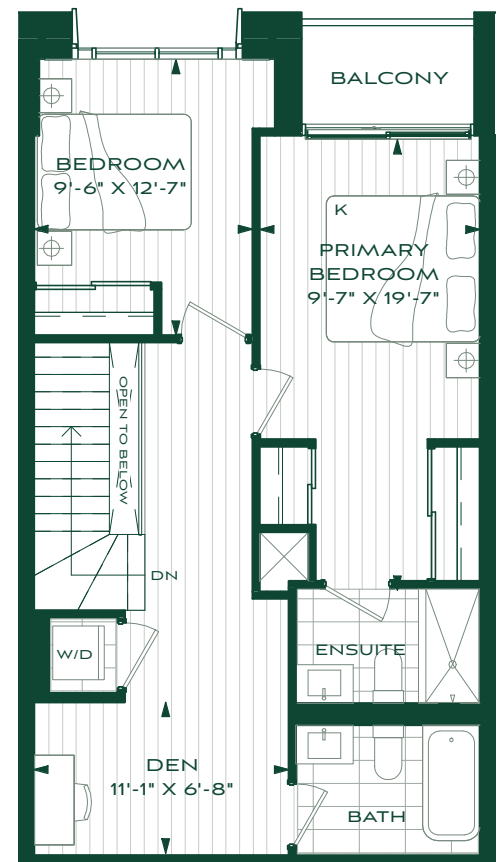 BALCONY
BEDROOM
9'-6" X 12'-7"
K
PRIMARY
BEDROOM
9'-7" X 19'-7"
OPEN TO BELOW
DN
W/D
ENSUITE
DEN
11'-1" X 6'-8"
BATH